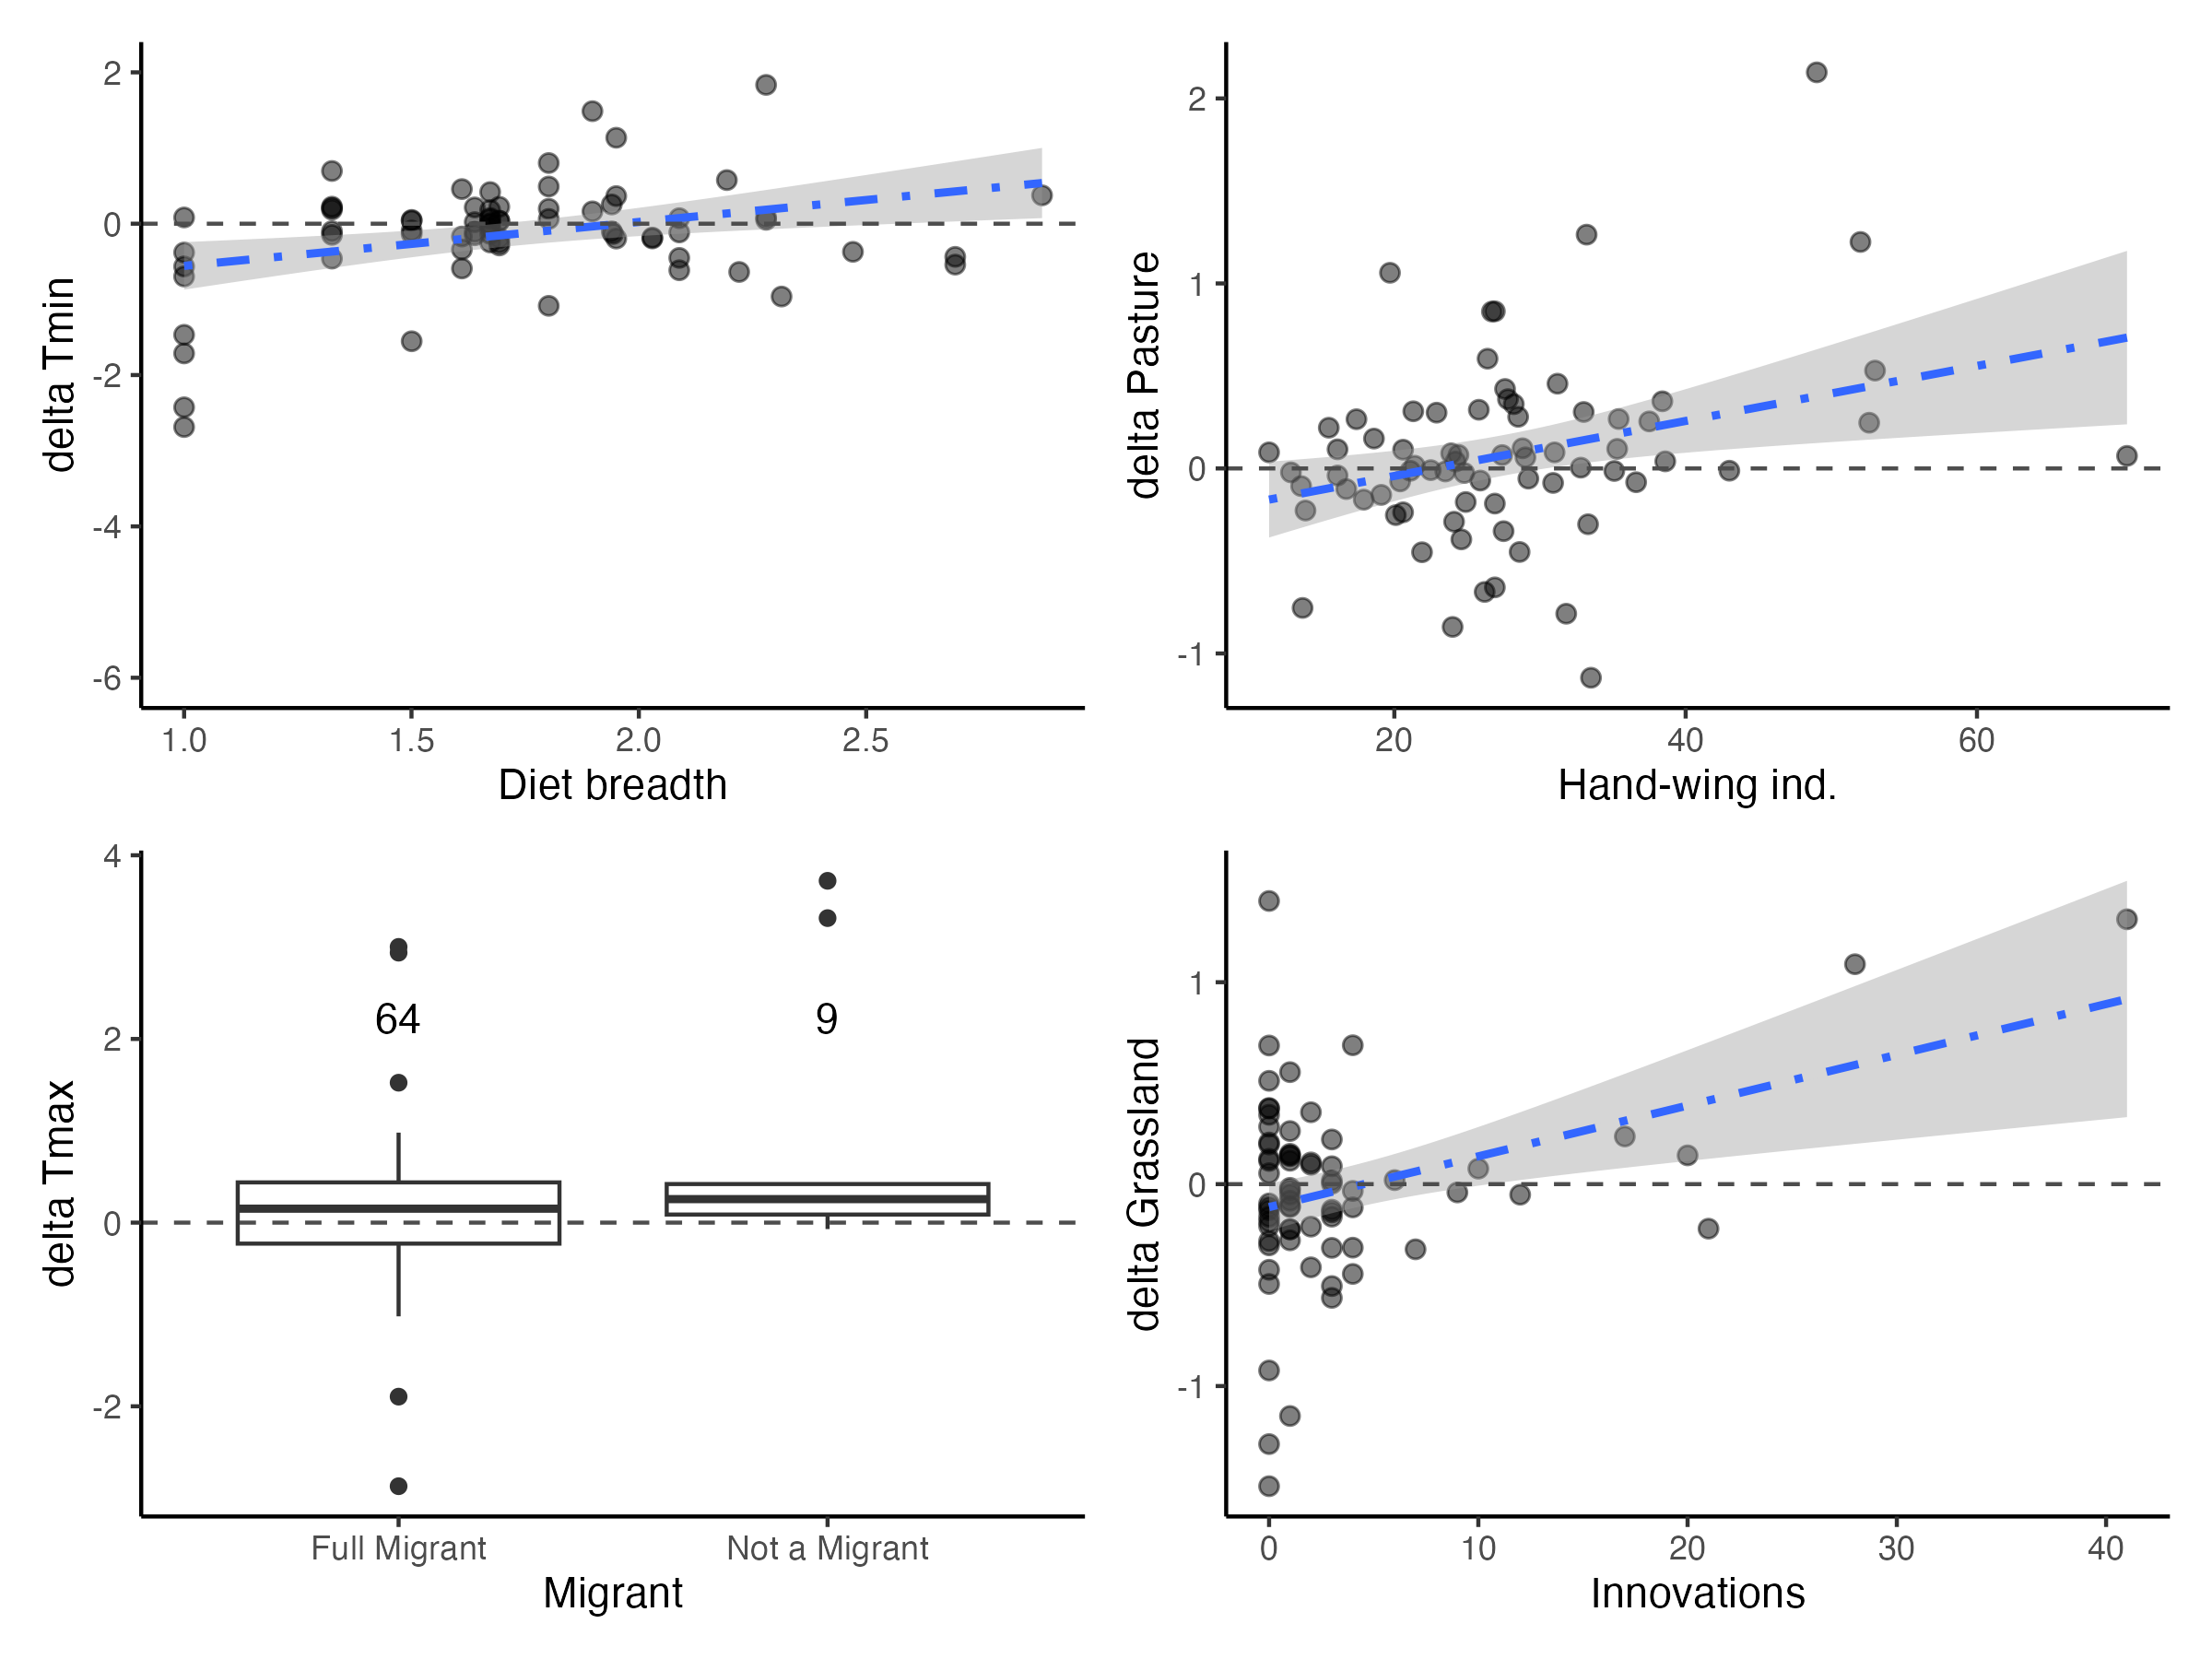 2
0
-2
-4
-6
delta Tmin
1.0 1.5 2.0 2.5
Diet breadth
2
1
0
-1
delta Pasture
20 40 60
Hand-wing ind.
4
2
0
-2
delta Tmax
64 9
Full Migrant Not a Migrant
Migrant
1
0
-1
delta Grassland
0 10 20 30 40
Innovations